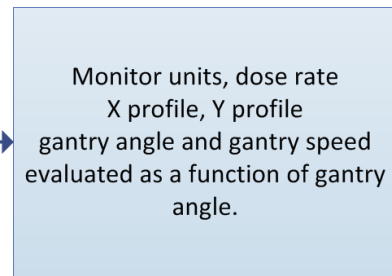 Monitor units, dose rate
X profile, Y profile
gantry angle and gantry speed
evaluated as a function of gantry
angle.